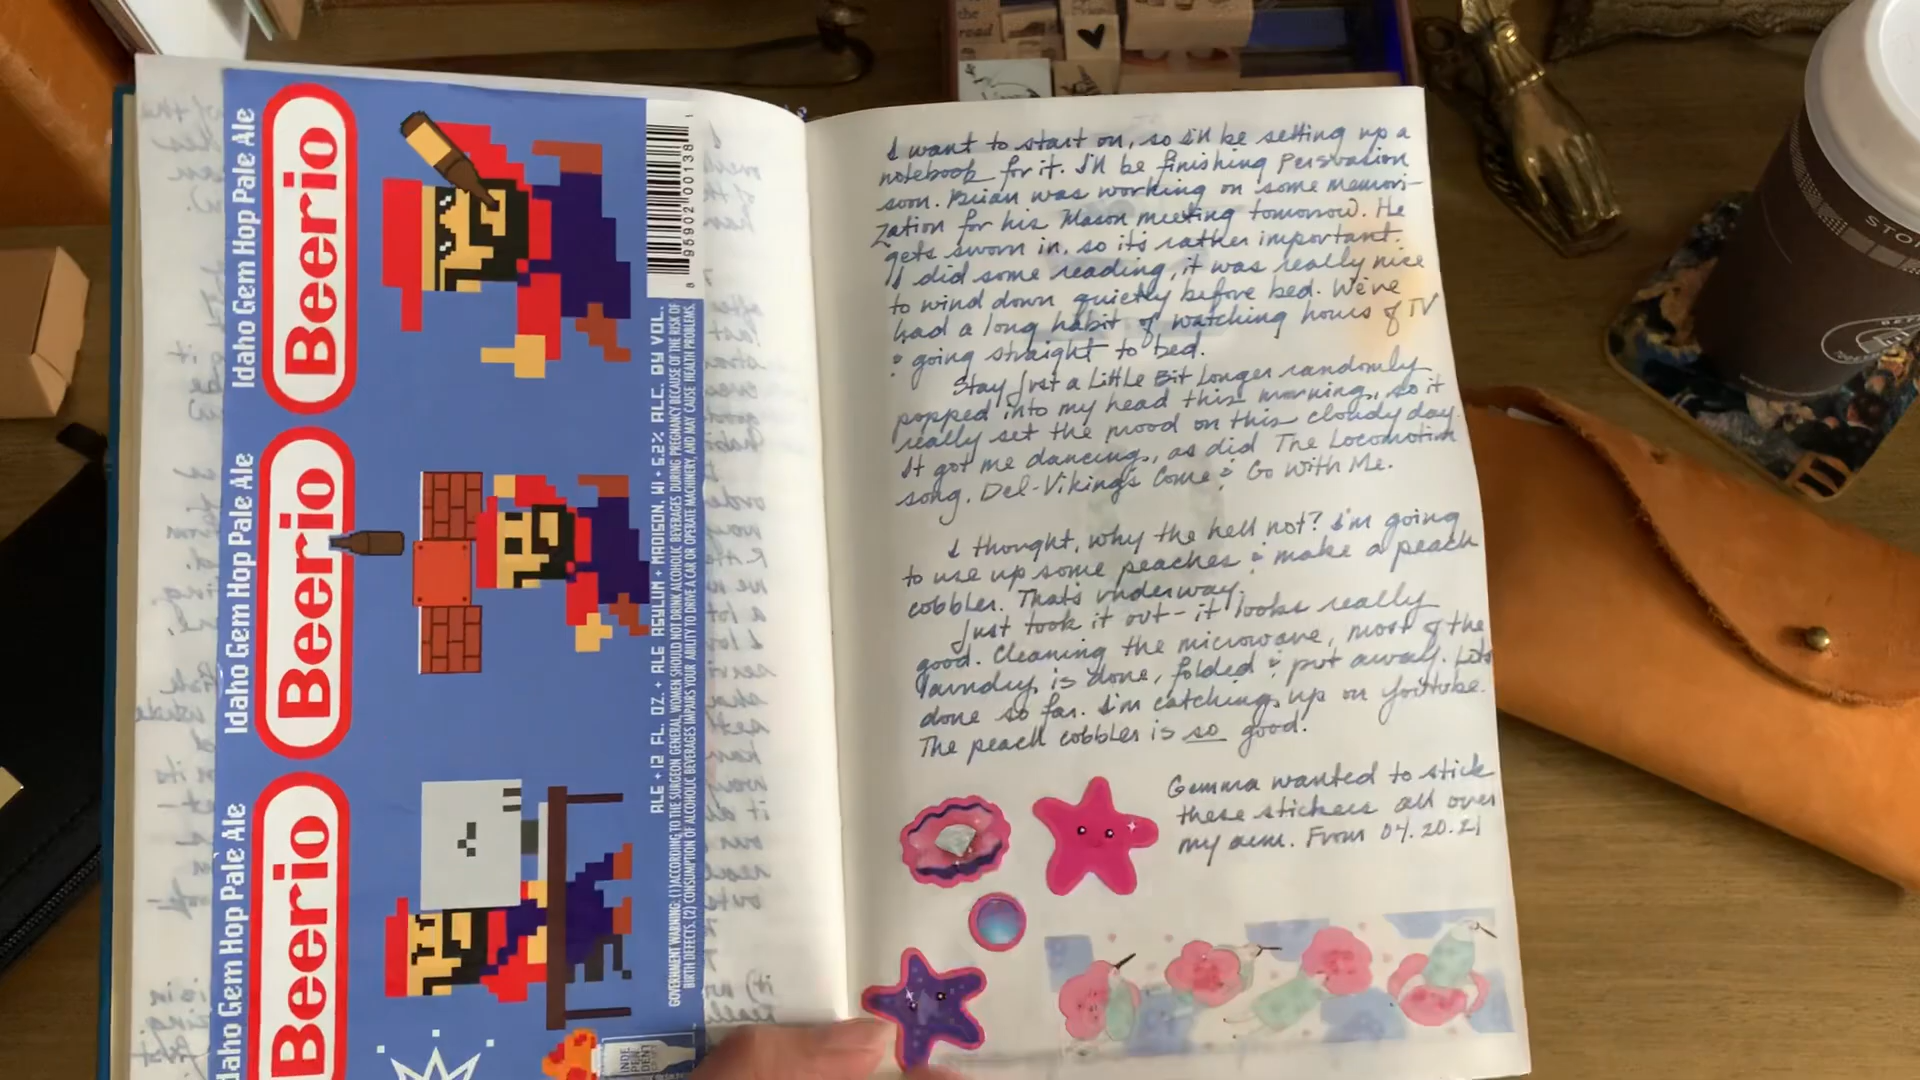 Idaho Gem Hop Pale Ale
Beerio
Idaho Gem Hop Pale Ale
Beerio
Idaho Gem Hop Pale Ale
Beerio
8 95902 00138 1
ALE + 12 FL. OZ. + ALE ASYLUM + MADISON, WI + 5.2% ALC. BY VOL.
GOVERNMENT WARNING: (1) ACCORDING TO THE SURGEON GENERAL, WOMEN SHOULD NOT DRINK ALCOHOLIC BEVERAGES DURING PREGNANCY BECAUSE OF THE RISK OF
BIRTH DEFECTS. (2) CONSUMPTION OF ALCOHOLIC BEVERAGES IMPAIRS YOUR ABILITY TO DRIVE A CAR OR OPERATE MACHINERY, AND MAY CAUSE HEALTH PROBLEMS.
INDE
PEN
DENT
I want to start on, so I'll be setting up a
notebook for it. I'll be finishing Persuasion
soon. Brian was working on some memori-
zation for his Mason meeting tomorrow. He
gets sworn in, so it's rather important.
I did some reading, it was really nice
to wind down quietly before bed. We've
had a long habit of watching hours of TV
& going straight to bed.
Stay Just a Little Bit Longer randomly
popped into my head this morning, so it
really set the mood on this cloudy day.
It got me dancing, as did The Locomotion
song. Del-Viking's Come & Go With Me.
I thought, why the hell not? I'm going
to use up some peaches & make a peach
cobbler. That's underway.
Just took it out - it looks really
good. Cleaning the microwave, most of the
laundry is done, folded & put away. Lots
done so far. I'm catching up on Youtube.
The peach cobbler is so good.
Gemma wanted to stick
these stickers all over
my arm. From 04.20.21
the
read